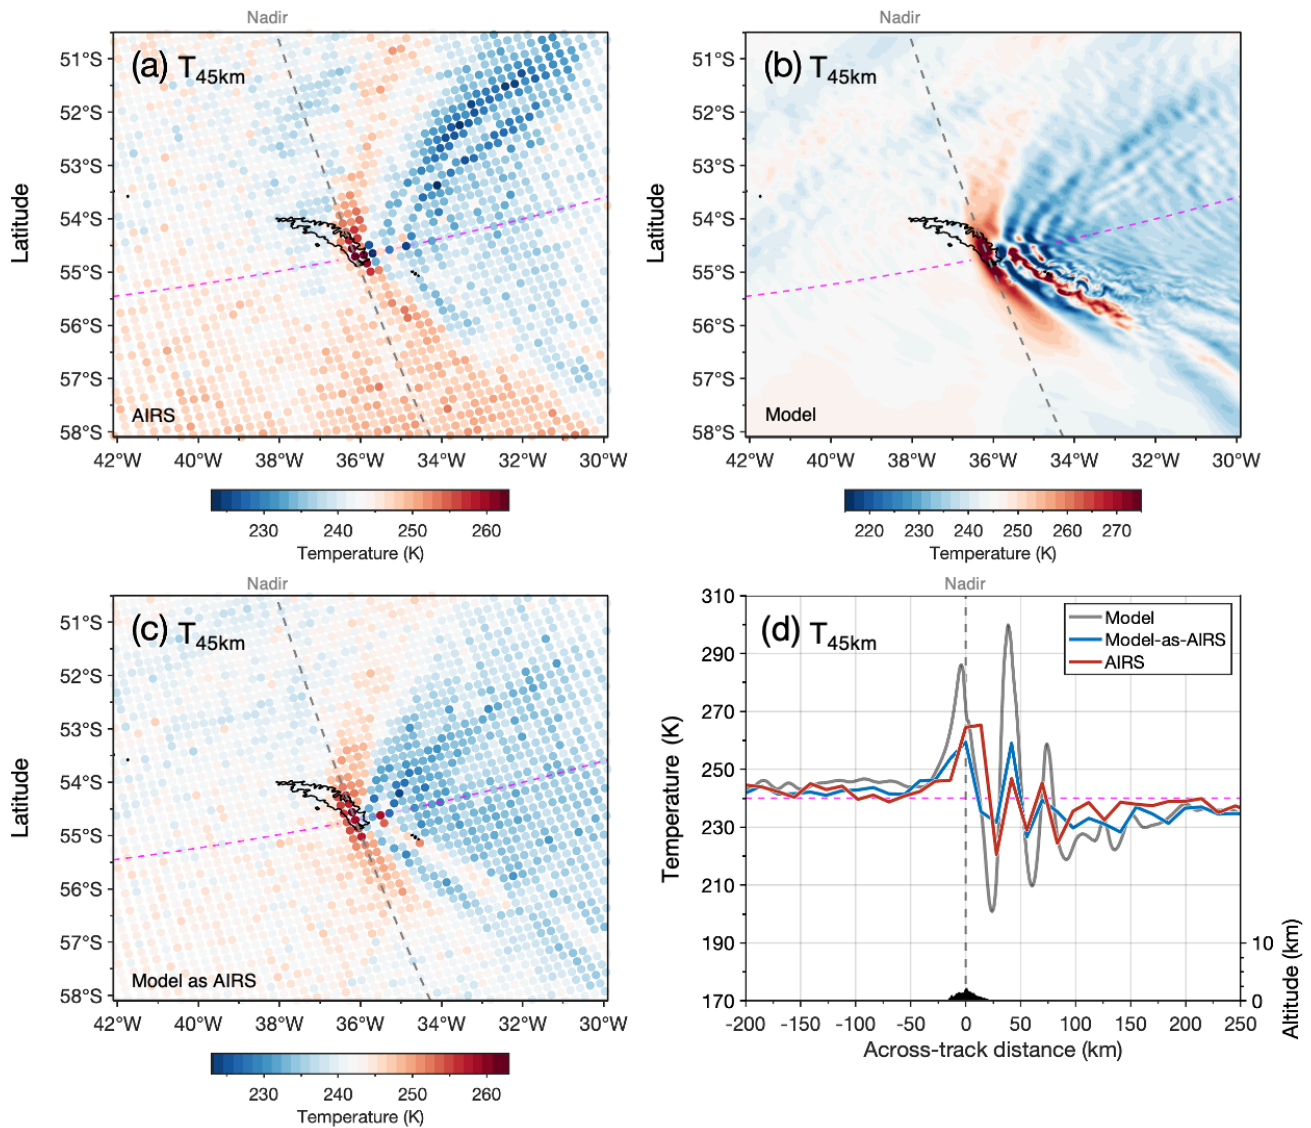 Nadir
(a) T45km
51°S
52°S
53°S
54°S
55°S
56°S
57°S
58°S
Latitude
AIRS
42°W 40°W 38°W 36°W 34°W 32°W 30°W
230 240 250 260
Temperature (K)
Nadir
(b) T45km
51°S
52°S
53°S
54°S
55°S
56°S
57°S
58°S
Latitude
Model
42°W 40°W 38°W 36°W 34°W 32°W 30°W
220 230 240 250 260 270
Temperature (K)
Nadir
(c) T45km
51°S
52°S
53°S
54°S
55°S
56°S
57°S
58°S
Latitude
Model as AIRS
42°W 40°W 38°W 36°W 34°W 32°W 30°W
230 240 250 260
Temperature (K)
Nadir
(d) T45km
Model
Model-as-AIRS
AIRS
310
290
270
250
230
210
190
170
Temperature (K)
10
0
Altitude (km)
-200 -150 -100 -50 0 50 100 150 200 250
Across-track distance (km)